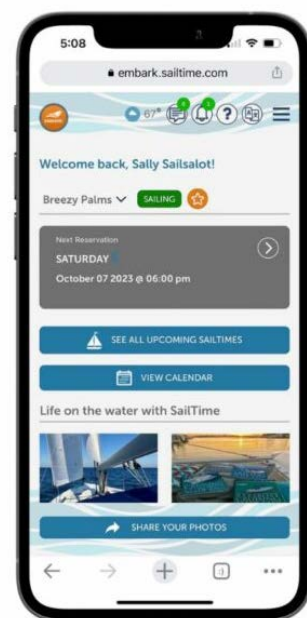 5:08
embark.sailtime.com
67°
?
Welcome back, Sally Sailsalot!
Breezy Palms
SAILING
Next Reservation
SATURDAY
October 07 2023 @ 06:00 pm
SEE ALL UPCOMING SAILTIMES
VIEW CALENDAR
Life on the water with SailTime
SHARE YOUR PHOTOS